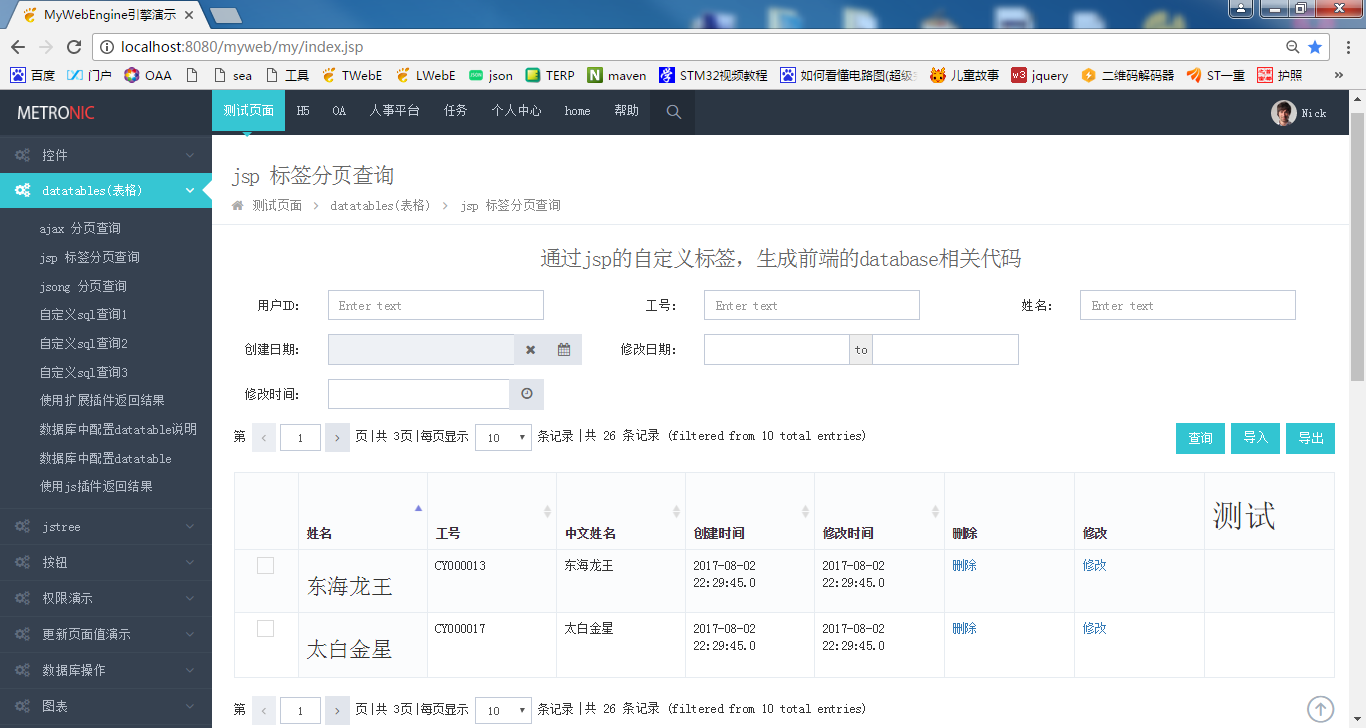 MyWebEngine引擎演示
localhost:8080/myweb/my/index.jsp
百度 门户 OAA sea 工具 TWebE LWebE json TERP maven STM32视频教程 如何看懂电路图(超级 儿童故事 jquery 二维码解码器 ST一重 护照 »
METRONIC 测试页面 H5 OA 人事平台 任务 个人中心 home 帮助 Nick
控件
datatables(表格)
ajax 分页查询
jsp 标签分页查询
jsong 分页查询
自定义sql查询1
自定义sql查询2
自定义sql查询3
使用扩展插件返回结果
数据库中配置datatable说明
数据库中配置datatable
使用js插件返回结果
jstree
按钮
权限演示
更新页面值演示
数据库操作
图表
jsp 标签分页查询
测试页面 > datatables(表格) > jsp 标签分页查询
通过jsp的自定义标签，生成前端的database相关代码
用户ID: Enter text 工号: Enter text 姓名: Enter text
创建日期: 修改日期: to
修改时间:
第 < 1 > 页|共 3页|每页显示 10 条记录|共 26 条记录 (filtered from 10 total entries) 查询 导入 导出
姓名 工号 中文姓名 创建时间 修改时间 删除 修改 测试
东海龙王 CY000013 东海龙王 2017-08-02 22:29:45.0 2017-08-02 22:29:45.0 删除 修改
太白金星 CY000017 太白金星 2017-08-02 22:29:45.0 2017-08-02 22:29:45.0 删除 修改
第 < 1 > 页|共 3页|每页显示 10 条记录|共 26 条记录 (filtered from 10 total entries)